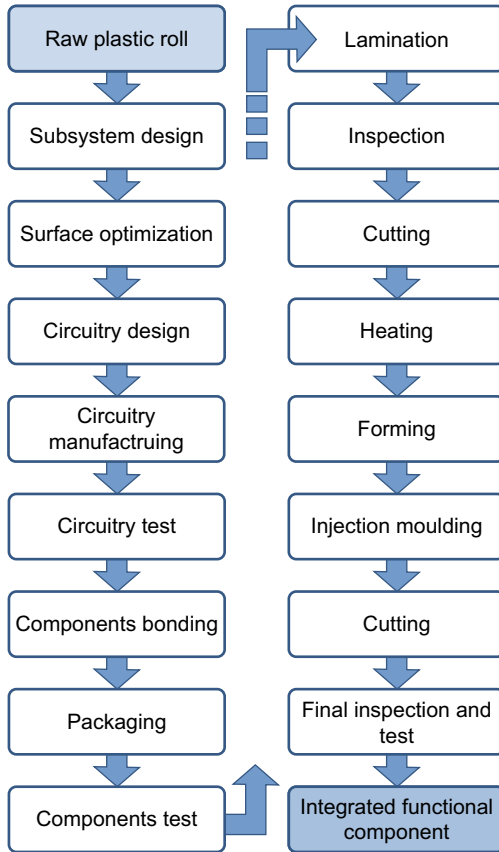 Raw plastic roll
Subsystem design
Surface optimization
Circuitry design
Circuitry
manufactruing
Circuitry test
Components bonding
Packaging
Components test
Lamination
Inspection
Cutting
Heating
Forming
Injection moulding
Cutting
Final inspection and
test
Integrated functional
component